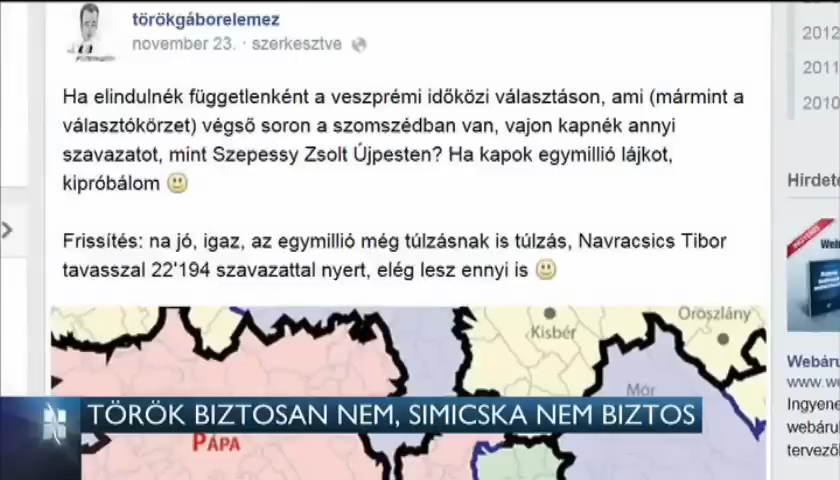 törökgáborelemez
november 23. · szerkesztve
Ha elindulnék függetlenként a veszprémi időközi választáson, ami (mármint a
választókörzet) végső soron a szomszédban van, vajon kapnék annyi
szavazatot, mint Szepessy Zsolt Újpesten? Ha kapok egymillió lájkot,
kipróbálom
Frissítés: na jó, igaz, az egymillió még túlzásnak is túlzás, Navracsics Tibor
tavasszal 22'194 szavazattal nyert, elég lesz ennyi is
2012
2011
2010
Hirdeté
Webáru
www.we
Ingyene
webárul
tervező
Oroszlány
Kisbér
Mór
PÁPA
TÖRÖK BIZTOSAN NEM, SIMICSKA NEM BIZTOS